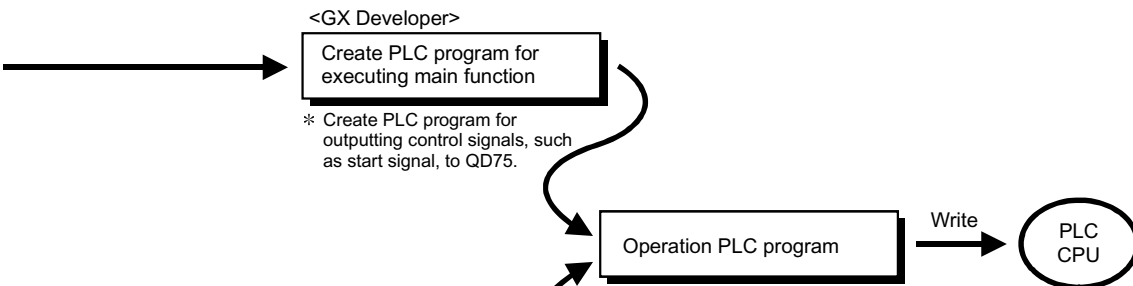 <GX Developer>
Create PLC program for
executing main function
* Create PLC program for
outputting control signals, such
as start signal, to QD75.
Operation PLC program
Write
PLC
CPU